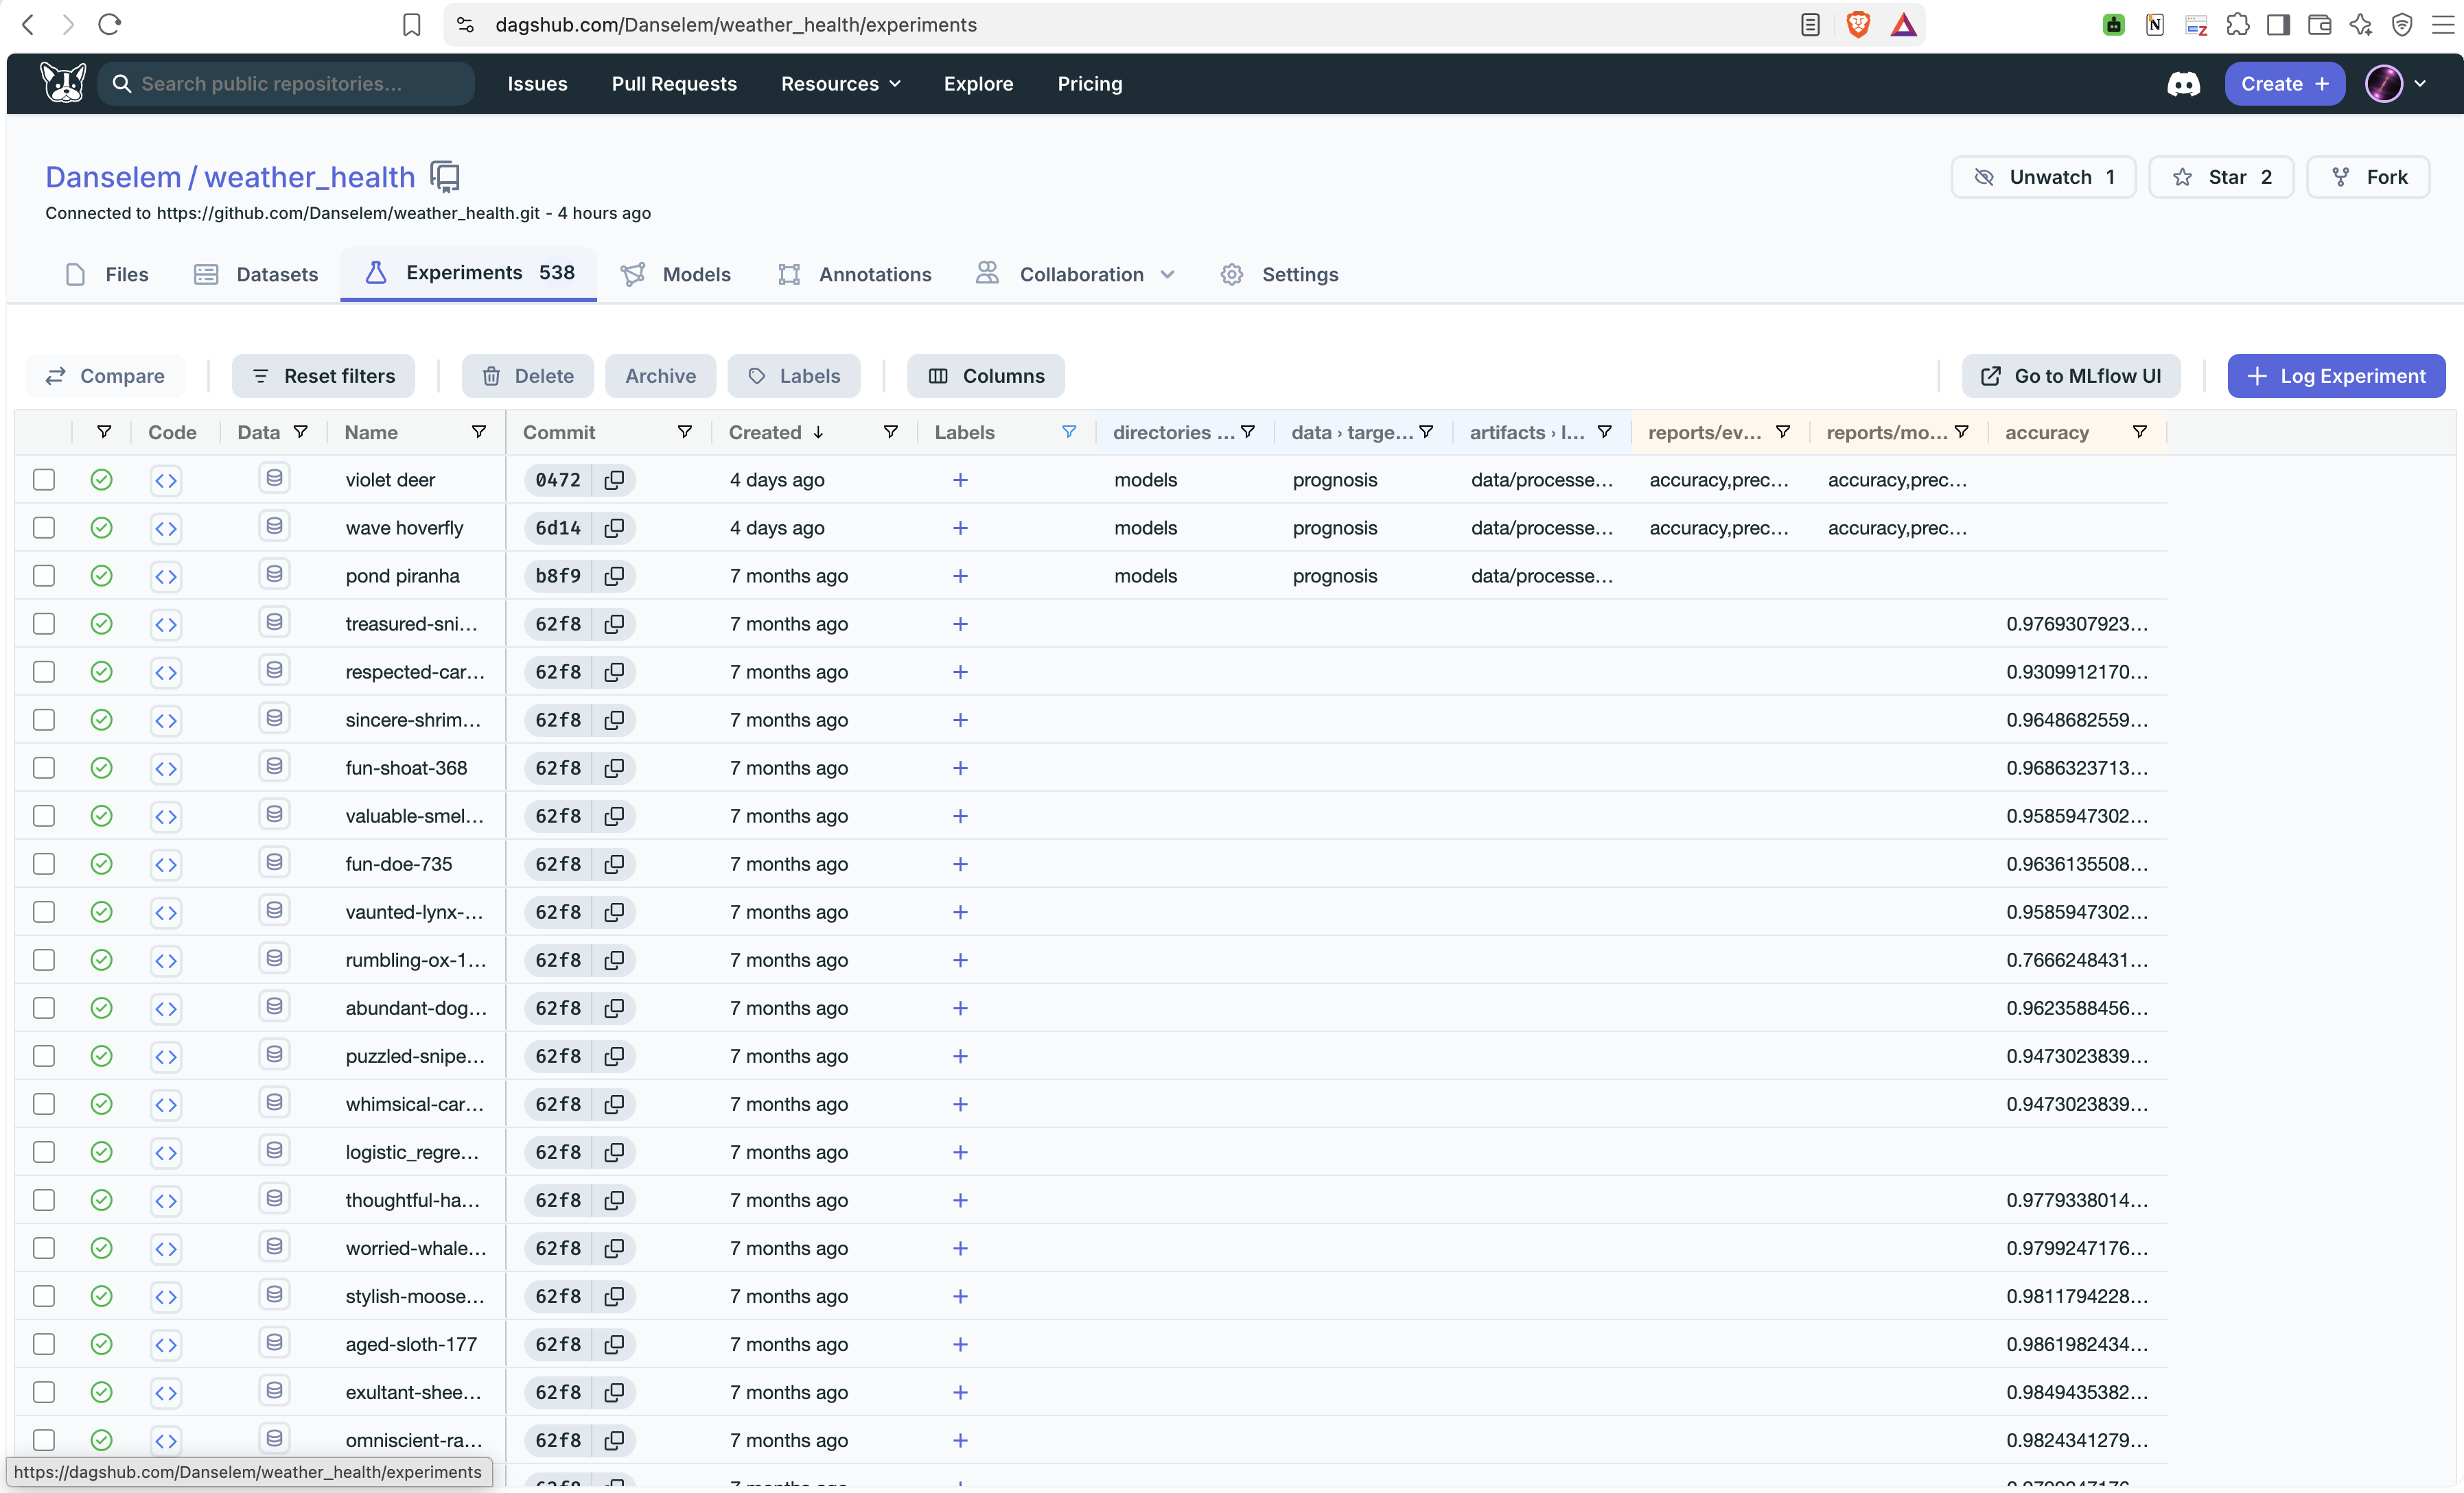 dagshub.com/Danselem/weather_health/experiments
Search public repositories...
Issues
Pull Requests
Resources
Explore
Pricing
Create +
Danselem / weather_health
Unwatch 1
Star 2
Fork
Connected to https://github.com/Danselem/weather_health.git - 4 hours ago
Files
Datasets
Experiments 538
Models
Annotations
Collaboration
Settings
Compare
Reset filters
Delete
Archive
Labels
Columns
Go to MLflow UI
+ Log Experiment
Code Data Name Commit Created ↓ Labels directories ... data › targe... artifacts › l... reports/ev... reports/mo... accuracy
violet deer 0472 4 days ago + models prognosis data/processe... accuracy,prec... accuracy,prec...
wave hoverfly 6d14 4 days ago + models prognosis data/processe... accuracy,prec... accuracy,prec...
pond piranha b8f9 7 months ago + models prognosis data/processe...
treasured-sni... 62f8 7 months ago + 0.9769307923...
respected-car... 62f8 7 months ago + 0.9309912170...
sincere-shrim... 62f8 7 months ago + 0.9648682559...
fun-shoat-368 62f8 7 months ago + 0.9686323713...
valuable-smel... 62f8 7 months ago + 0.9585947302...
fun-doe-735 62f8 7 months ago + 0.9636135508...
vaunted-lynx-... 62f8 7 months ago + 0.9585947302...
rumbling-ox-1... 62f8 7 months ago + 0.7666248431...
abundant-dog... 62f8 7 months ago + 0.9623588456...
puzzled-snipe... 62f8 7 months ago + 0.9473023839...
whimsical-car... 62f8 7 months ago + 0.9473023839...
logistic_regre... 62f8 7 months ago +
thoughtful-ha... 62f8 7 months ago + 0.9779338014...
worried-whale... 62f8 7 months ago + 0.9799247176...
stylish-moose... 62f8 7 months ago + 0.9811794228...
aged-sloth-177 62f8 7 months ago + 0.9861982434...
exultant-shee... 62f8 7 months ago + 0.9849435382...
omniscient-ra... 62f8 7 months ago + 0.9824341279...
https://dagshub.com/Danselem/weather_health/experiments